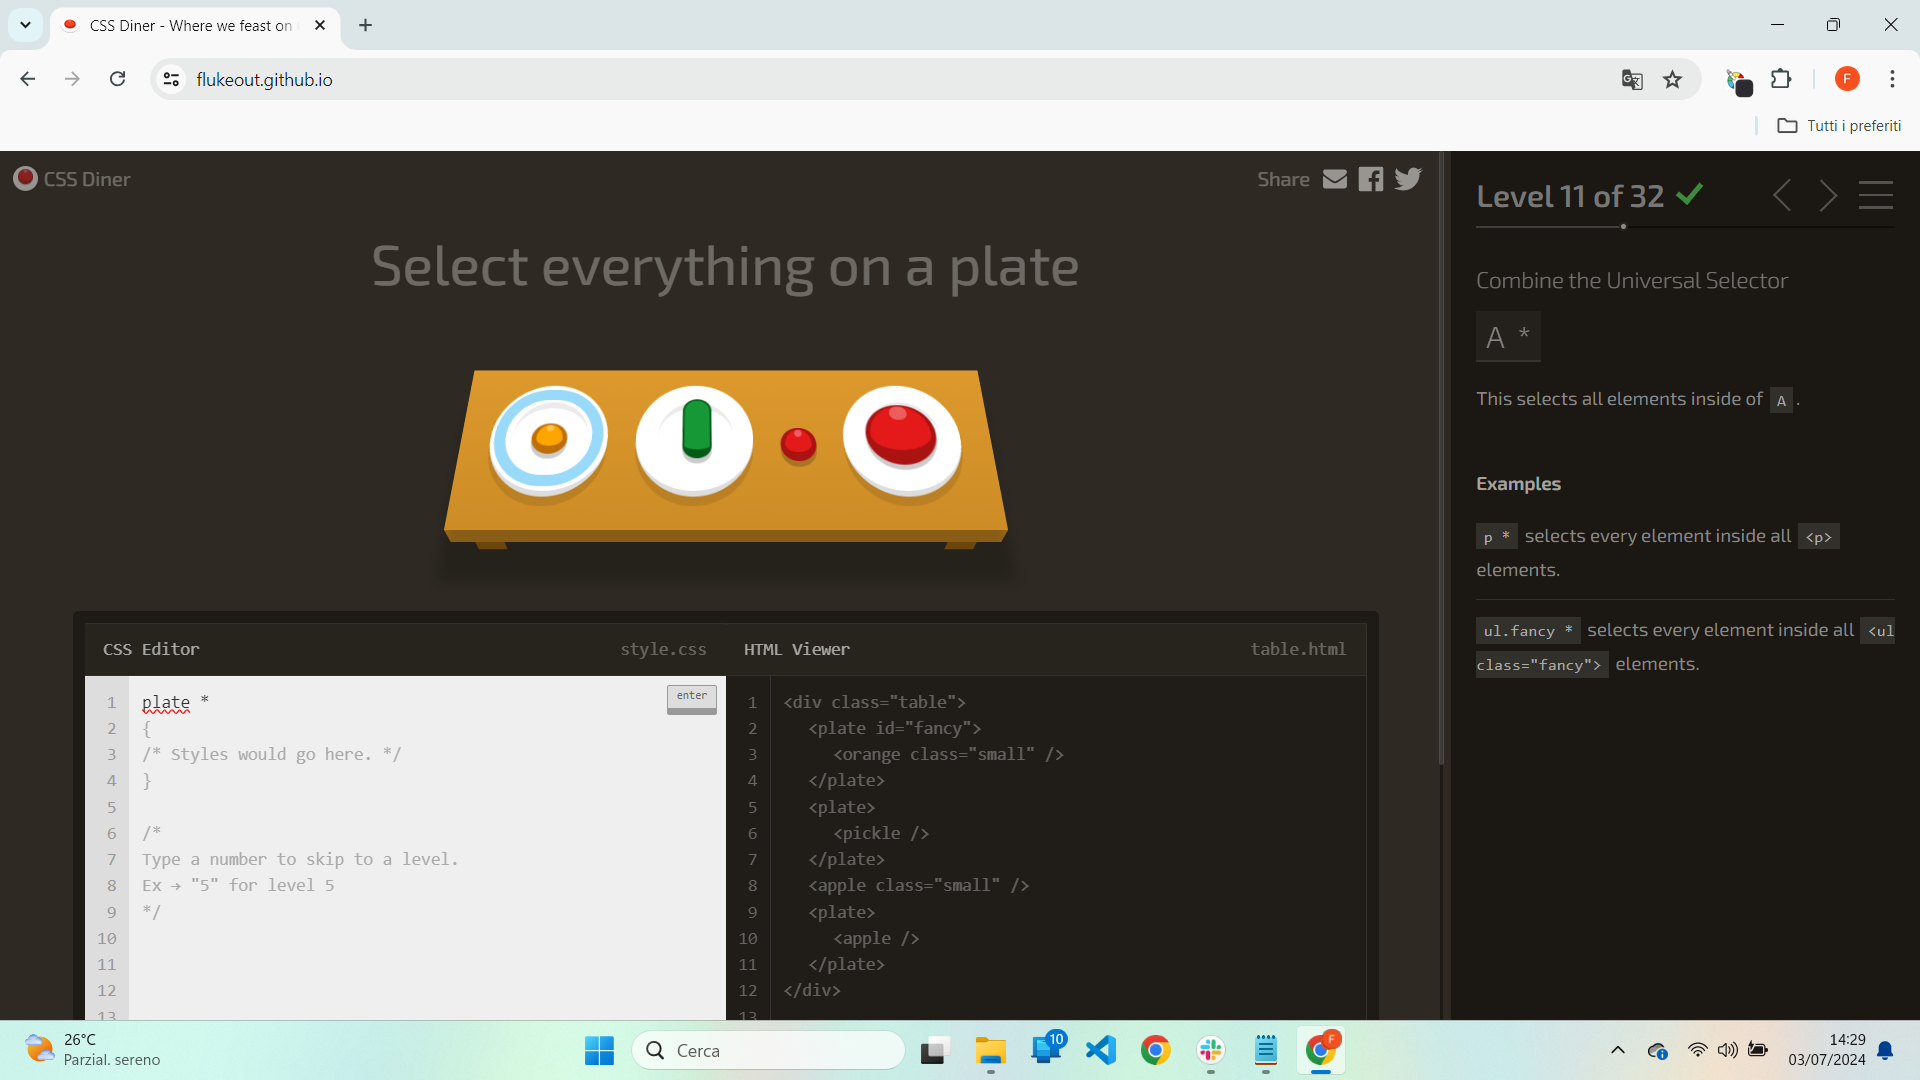 CSS Diner - Where we feast on
flukeout.github.io
F
Tutti i preferiti
CSS Diner
Share
Select everything on a plate
CSS Editor
style.css
HTML Viewer
table.html
1 plate *
enter
2 {
3 /* Styles would go here. */
4 }
5
6 /*
7 Type a number to skip to a level.
8 Ex → "5" for level 5
9 */
10
11
12
13
1 <div class="table">
2 <plate id="fancy">
3 <orange class="small" />
4 </plate>
5 <plate>
6 <pickle />
7 </plate>
8 <apple class="small" />
9 <plate>
10 <apple />
11 </plate>
12 </div>
13
Level 11 of 32
Combine the Universal Selector
A *
This selects all elements inside of A .
Examples
p * selects every element inside all <p>
elements.
ul.fancy * selects every element inside all <ul
class="fancy"> elements.
26°C
Parzial. sereno
Cerca
10
F
14:29
03/07/2024